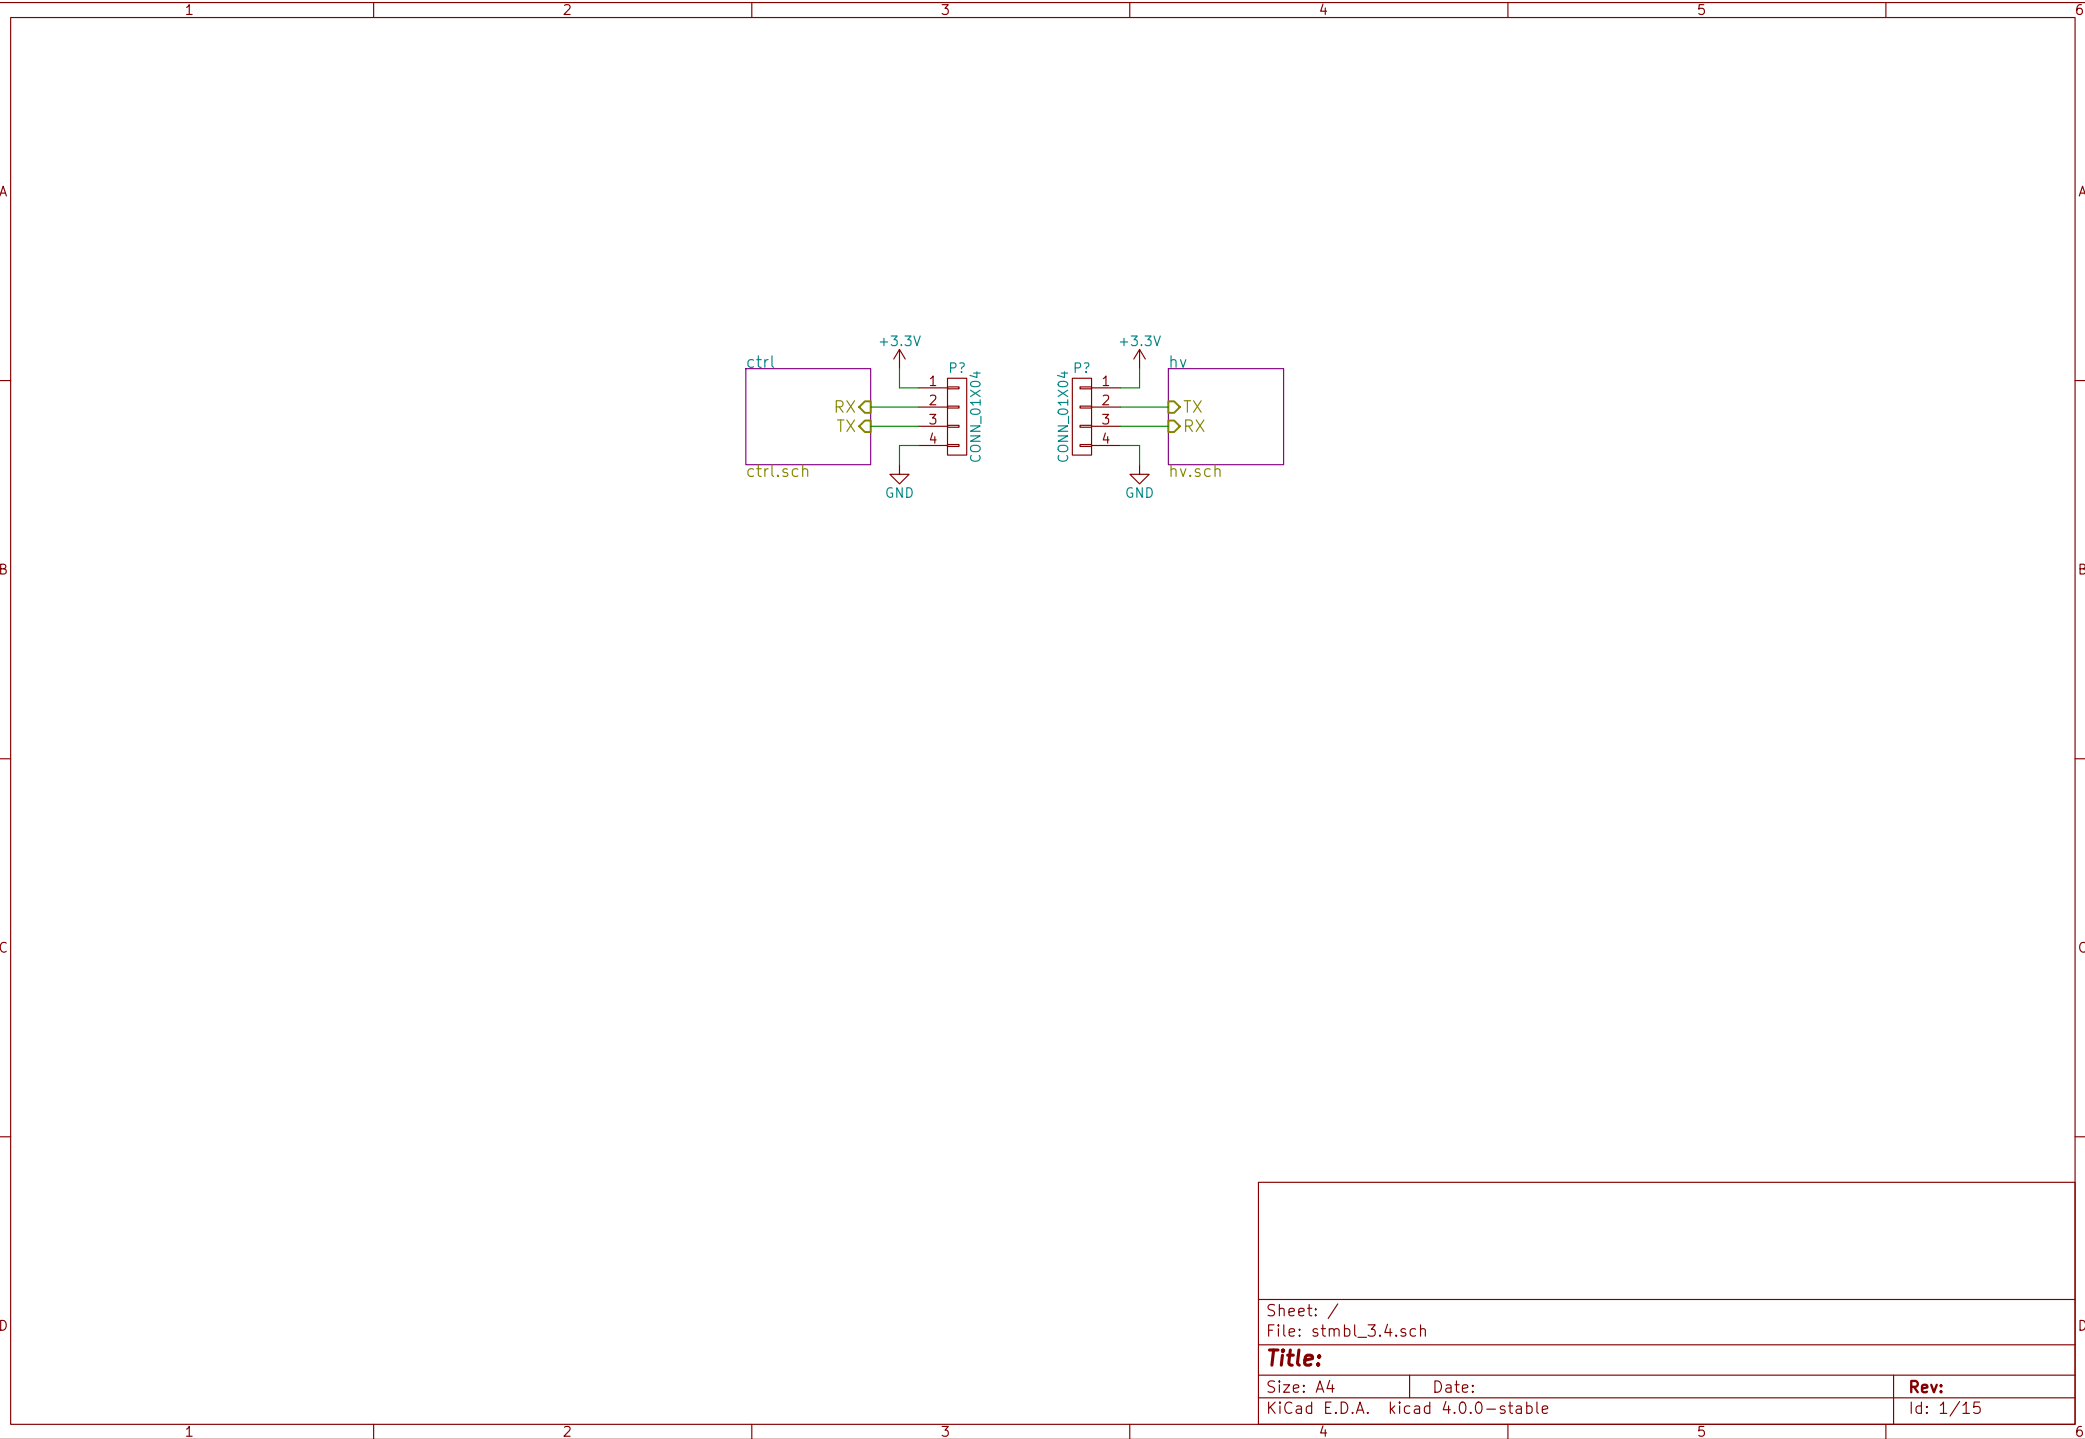 1 2 3 4 5 6
A A
+3.3V +3.3V
ctrl P? P? hv
1 1
RX 2 2 TX
TX 3 3 RX
4 4
CONN_01X04 CONN_01X04
ctrl.sch hv.sch
GND GND
B B
C C
Sheet: /
File: stmbl_3.4.sch
D D
Title:
Size: A4 Date: Rev:
KiCad E.D.A. kicad 4.0.0-stable Id: 1/15
1 2 3 4 5 6